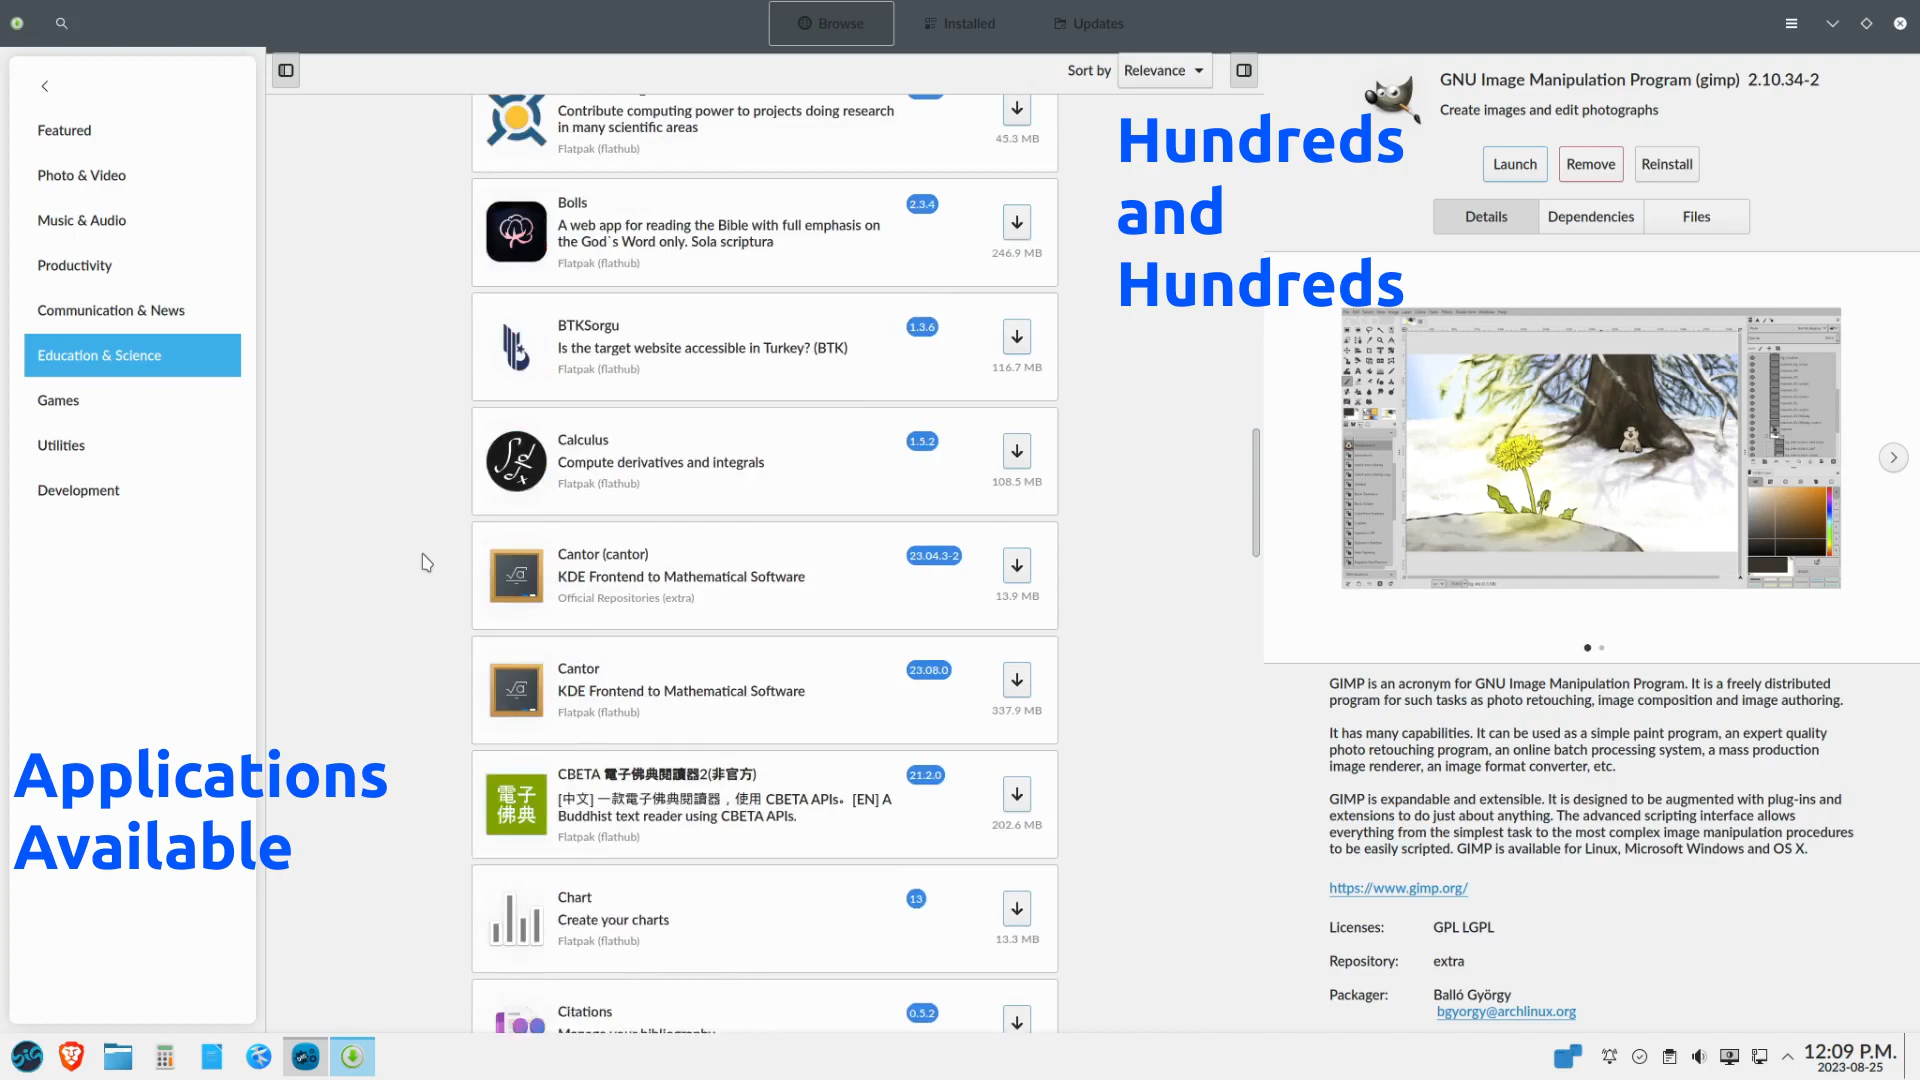 Browse
Installed
Updates
Sort by
Relevance
Featured
Photo & Video
Music & Audio
Productivity
Communication & News
Education & Science
Games
Utilities
Development
Contribute computing power to projects doing research
in many scientific areas
Flatpak (flathub)
45.3 MB
Bolls
2.3.4
A web app for reading the Bible with full emphasis on
the God`s Word only. Sola scriptura
Flatpak (flathub)
246.9 MB
BTKSorgu
1.3.6
Is the target website accessible in Turkey? (BTK)
Flatpak (flathub)
116.7 MB
Calculus
1.5.2
Compute derivatives and integrals
Flatpak (flathub)
108.5 MB
Cantor (cantor)
23.04.3-2
KDE Frontend to Mathematical Software
Official Repositories (extra)
13.9 MB
Cantor
23.08.0
KDE Frontend to Mathematical Software
Flatpak (flathub)
337.9 MB
電子
佛典
CBETA 電子佛典閱讀器2(非官方)
21.2.0
[中文] 一款電子佛典閱讀器，使用 CBETA APIs。[EN] A
Buddhist text reader using CBETA APIs.
Flatpak (flathub)
202.6 MB
Chart
13
Create your charts
Flatpak (flathub)
13.3 MB
Citations
0.5.2
Manage your bibliography
Applications
Available
Hundreds
and
Hundreds
GNU Image Manipulation Program (gimp) 2.10.34-2
Create images and edit photographs
Launch
Remove
Reinstall
Details
Dependencies
Files
GIMP is an acronym for GNU Image Manipulation Program. It is a freely distributed
program for such tasks as photo retouching, image composition and image authoring.
It has many capabilities. It can be used as a simple paint program, an expert quality
photo retouching program, an online batch processing system, a mass production
image renderer, an image format converter, etc.
GIMP is expandable and extensible. It is designed to be augmented with plug-ins and
extensions to do just about anything. The advanced scripting interface allows
everything from the simplest task to the most complex image manipulation procedures
to be easily scripted. GIMP is available for Linux, Microsoft Windows and OS X.
https://www.gimp.org/
Licenses: GPL LGPL
Repository: extra
Packager: Balló György
bgyorgy@archlinux.org
12:09 P.M.
2023-08-25